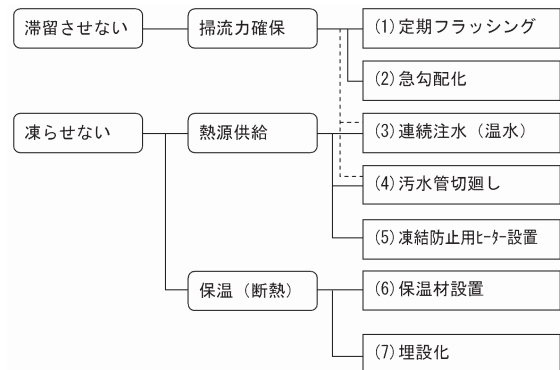 滞留させない
掃流力確保
(1)定期フラッシング
(2)急勾配化
凍らせない
熱源供給
(3)連続注水（温水）
(4)汚水管切廻し
(5)凍結防止用ﾋｰﾀｰ設置
保温（断熱）
(6)保温材設置
(7)埋設化